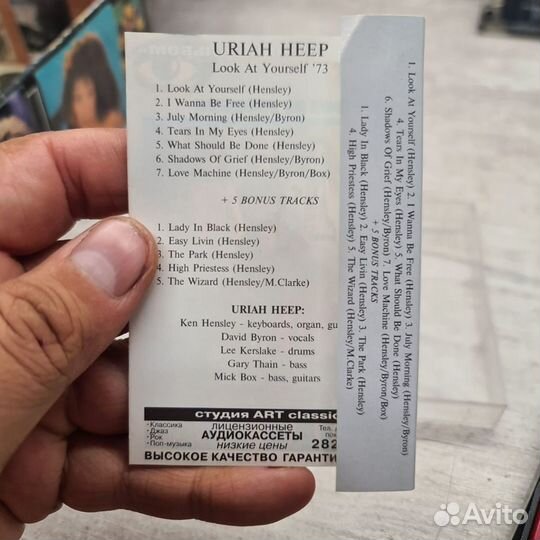 URIAH HEEP
Look At Yourself '73
1. Look At Yourself (Hensley)
2. I Wanna Be Free (Hensley)
3. July Morning (Hensley/Byron)
4. Tears In My Eyes (Hensley)
5. What Should Be Done (Hensley)
6. Shadows Of Grief (Hensley/Byron)
7. Love Machine (Hensley/Byron/Box)
+ 5 BONUS TRACKS
1. Lady In Black (Hensley)
2. Easy Livin (Hensley)
3. The Park (Hensley)
4. High Priestess (Hensley)
5. The Wizard (Hensley/M.Clarke)
URIAH HEEP:
Ken Hensley - keyboards, organ, gu
David Byron - vocals
Lee Kerslake - drums
Gary Thain - bass
Mick Box - bass, guitars
студия ART classic
• Классика
• Джаз
• Рок
• Поп-музыка
лицензионные
АУДИОКАССЕТЫ
низкие цены
Тел.
282
ВЫСОКОЕ КАЧЕСТВО ГАРАНТИ
1. Look At Yourself (Hensley) 2. I Wanna Be Free (Hensley) 3. July Morning (Hensley/Byron)
4. Tears In My Eyes (Hensley) 5. What Should Be Done (Hensley)
6. Shadows Of Grief (Hensley/Byron) 7. Love Machine (Hensley/Byron/Box)
+ 5 BONUS TRACKS
1. Lady In Black (Hensley) 2. Easy Livin (Hensley) 3. The Park (Hensley)
4. High Priestess (Hensley) 5. The Wizard (Hensley/M.Clarke)
Avito